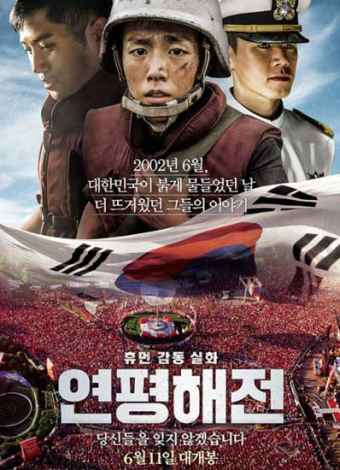 2002년 6월,
대한민국이 붉게 물들었던 날
더 뜨거웠던 그들의 이야기
휴먼 감동 실화
연평해전
당신들을 잊지 않겠습니다
6월 11일 대개봉